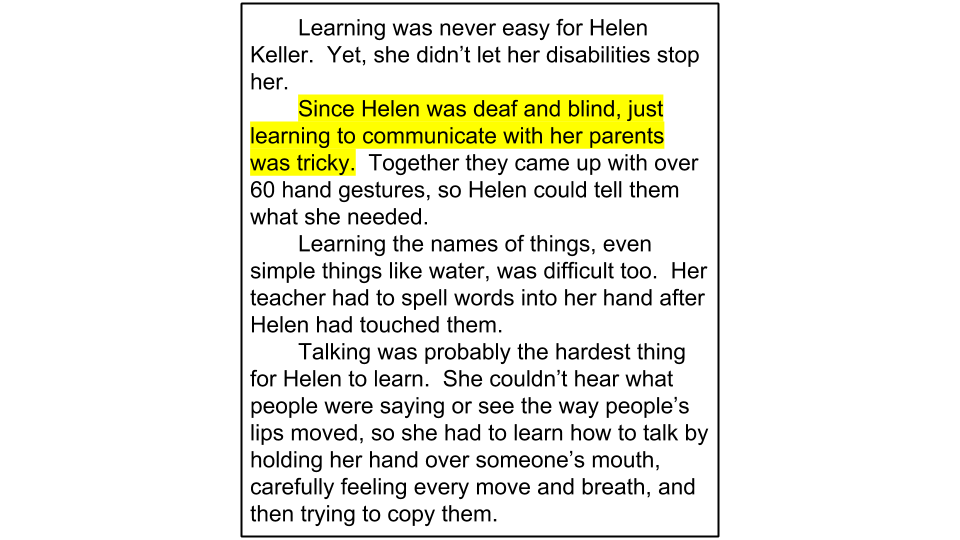 Learning was never easy for Helen
Keller.  Yet, she didn’t let her disabilities stop
her.
Since Helen was deaf and blind, just
learning to communicate with her parents
was tricky.  Together they came up with over
60 hand gestures, so Helen could tell them
what she needed.
Learning the names of things, even
simple things like water, was difficult too.  Her
teacher had to spell words into her hand after
Helen had touched them.
Talking was probably the hardest thing
for Helen to learn.  She couldn’t hear what
people were saying or see the way people’s
lips moved, so she had to learn how to talk by
holding her hand over someone’s mouth,
carefully feeling every move and breath, and
then trying to copy them.